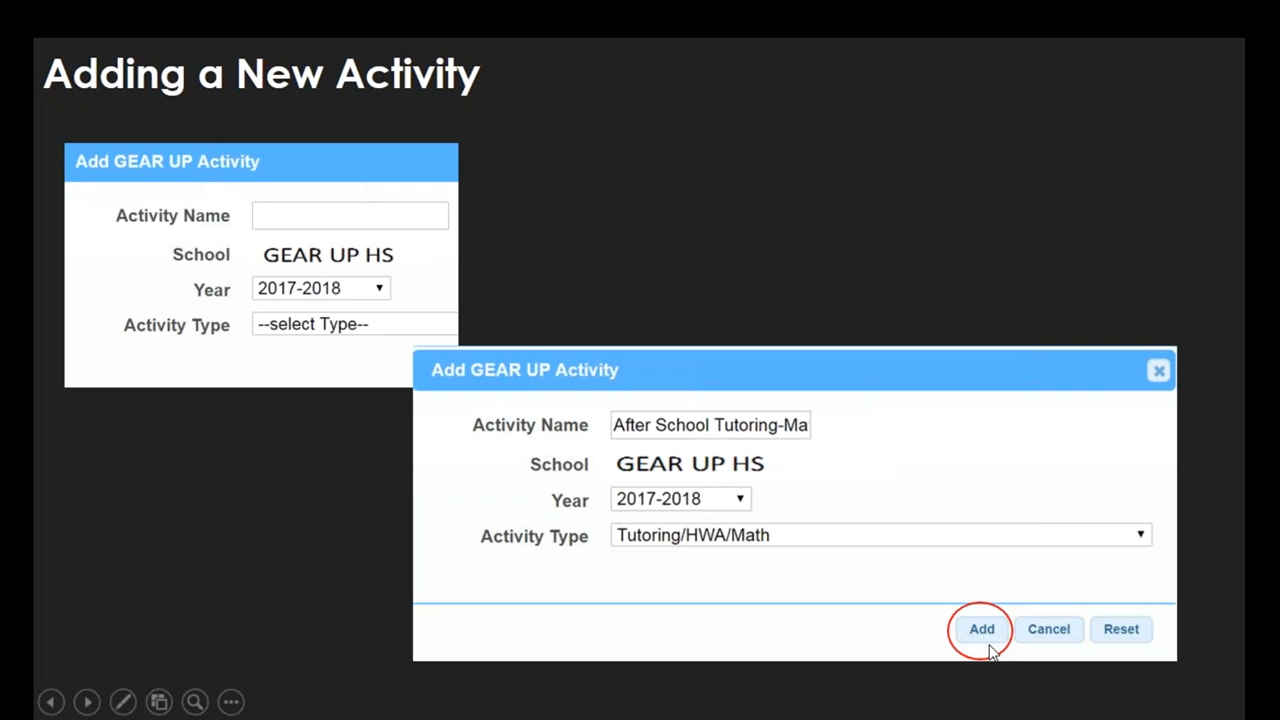 Adding a New Activity
Add GEAR UP Activity
Activity Name
School GEAR UP HS
Year 2017-2018
Activity Type --select Type--
Add GEAR UP Activity
Activity Name After School Tutoring-Ma
School GEAR UP HS
Year 2017-2018
Activity Type Tutoring/HWA/Math
Add Cancel Reset